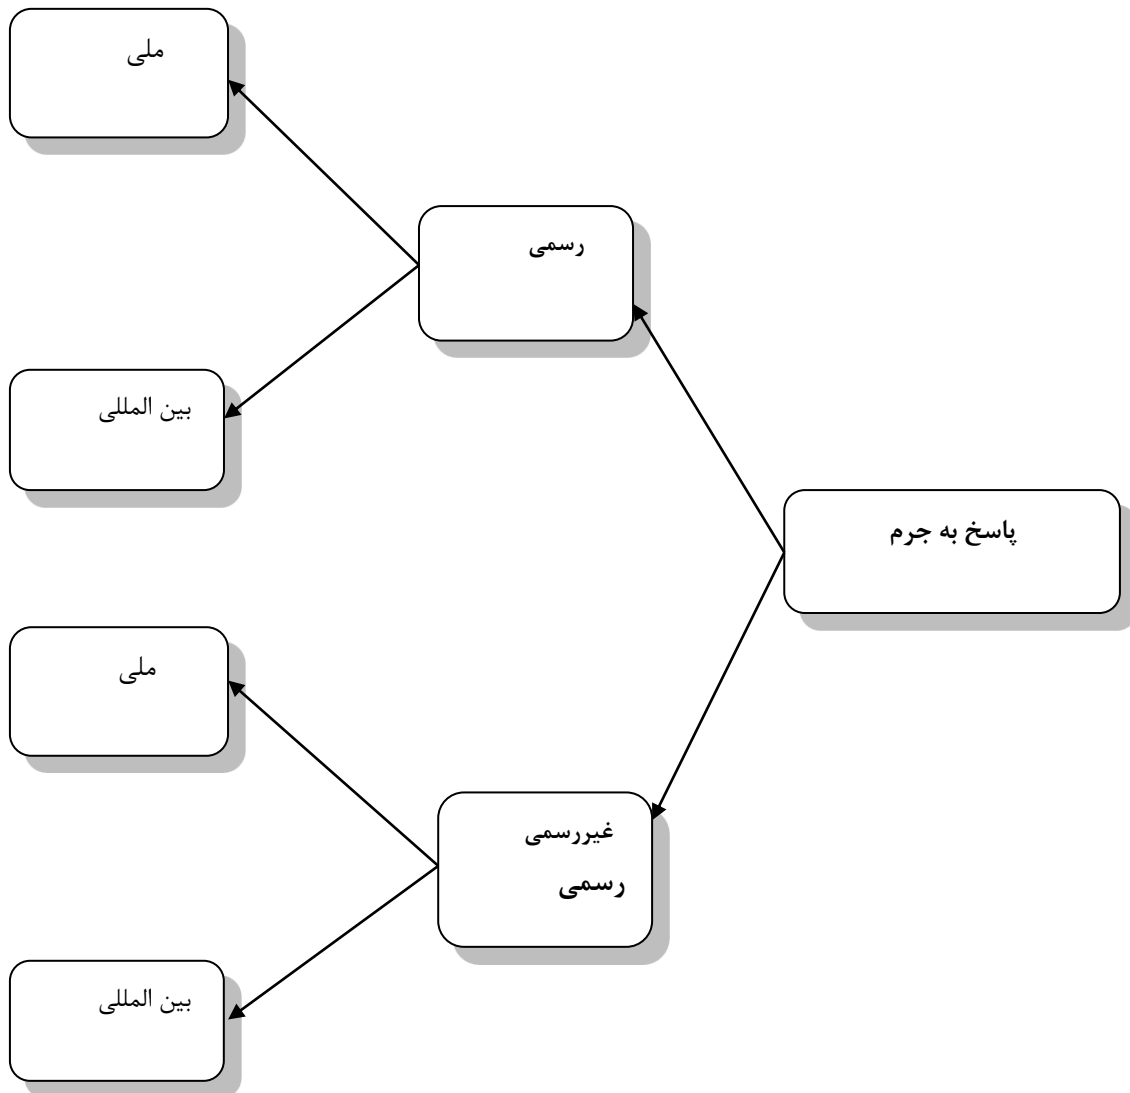 ملی
رسمی
بین المللی
پاسخ به جرم
ملی
غیررسمی
رسمی
بین المللی